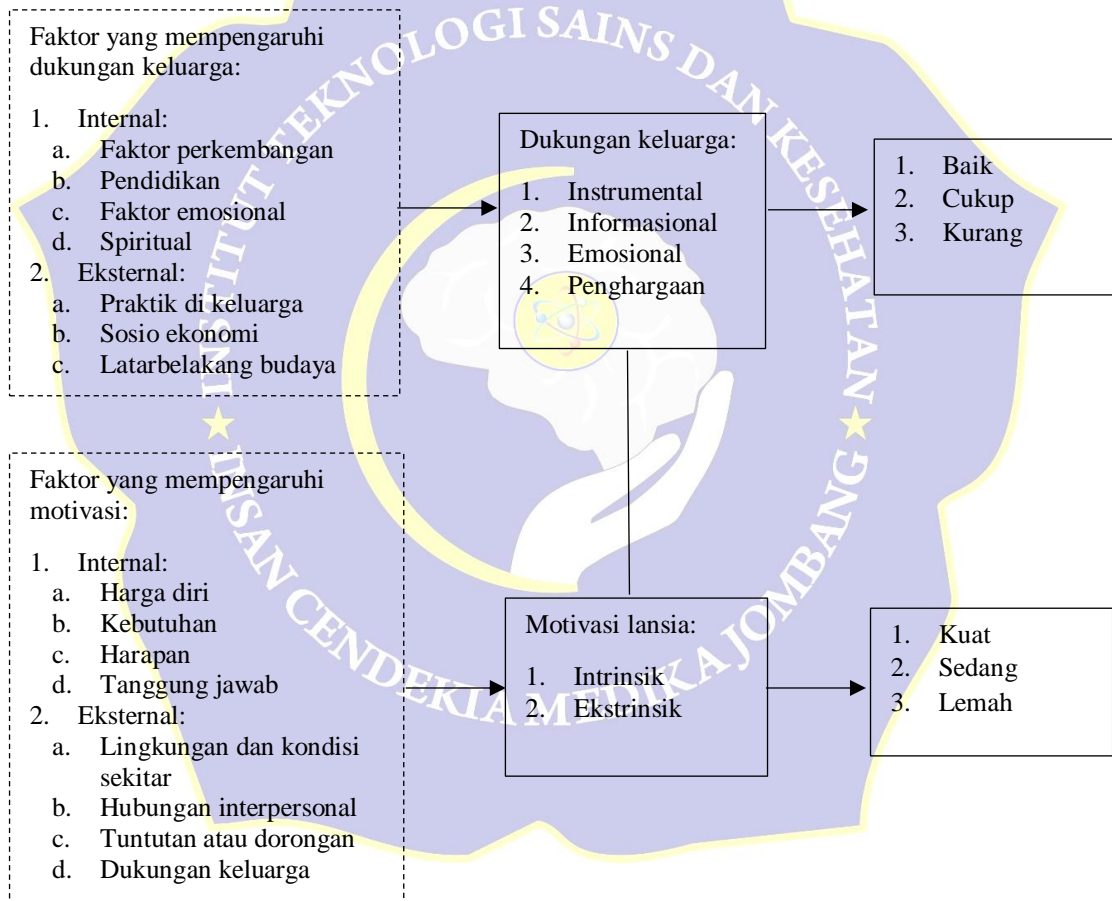 Faktor yang mempengaruhi
dukungan keluarga:
1. Internal:
a. Faktor perkembangan
b. Pendidikan
c. Faktor emosional
d. Spiritual
2. Eksternal:
a. Praktik di keluarga
b. Sosio ekonomi
c. Latarbelakang budaya
Dukungan keluarga:
1. Instrumental
2. Informasional
3. Emosional
4. Penghargaan
1. Baik
2. Cukup
3. Kurang
Faktor yang mempengaruhi
motivasi:
1. Internal:
a. Harga diri
b. Kebutuhan
c. Harapan
d. Tanggung jawab
2. Eksternal:
a. Lingkungan dan kondisi
sekitar
b. Hubungan interpersonal
c. Tuntutan atau dorongan
d. Dukungan keluarga
Motivasi lansia:
1. Intrinsik
2. Ekstrinsik
1. Kuat
2. Sedang
3. Lemah
INSTITUT TEKNOLOGI SAINS DAN KESEHATAN
INSAN CENDEKIA MEDIKA JOMBANG